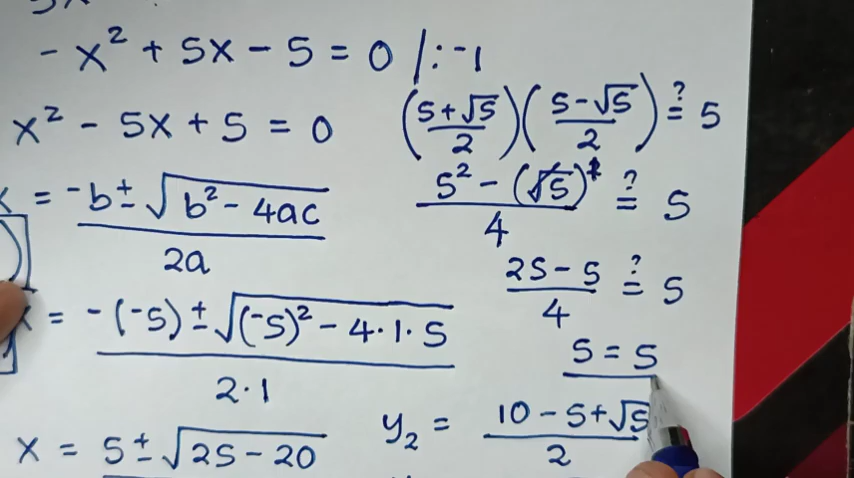 - x² + 5x - 5 = 0 /:-1
x² - 5x + 5 = 0
x = -b ± √(b² - 4ac) / 2a
x = -(-5) ± √((-5)² - 4·1·5) / 2·1
x = 5 ± √(25 - 20)
((5+√5)/2)((5-√5)/2) ≟ 5
(5² - (√5)²)/4 ≟ 5
(25 - 5)/4 ≟ 5
5 = 5
y₂ = (10 - 5 + √5)/2